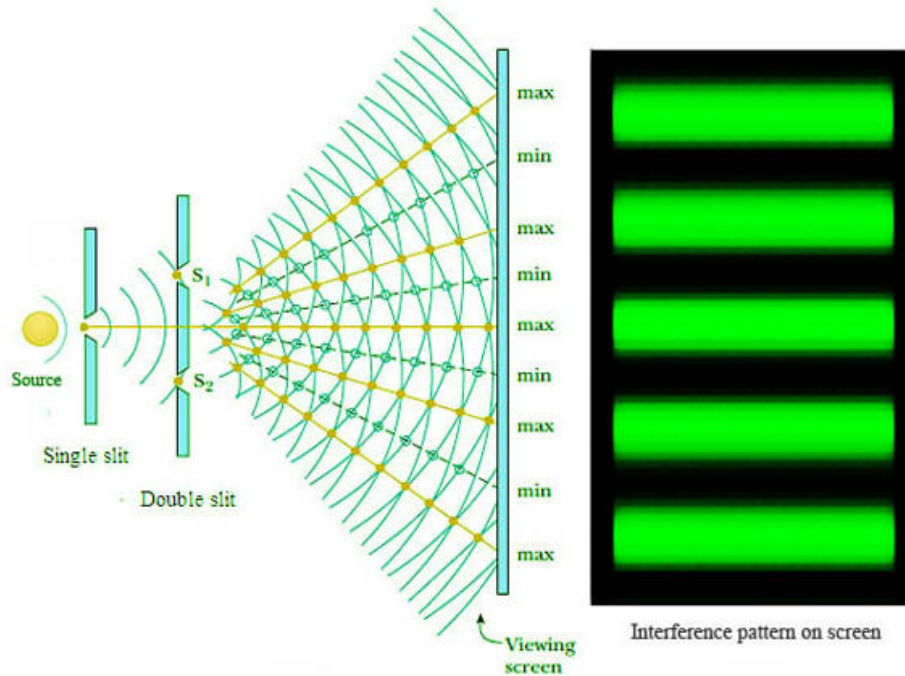 max
min
max
S1
min
max
Source
min
S2
max
Single slit
min
Double slit
max
Viewing
screen
Interference pattern on screen